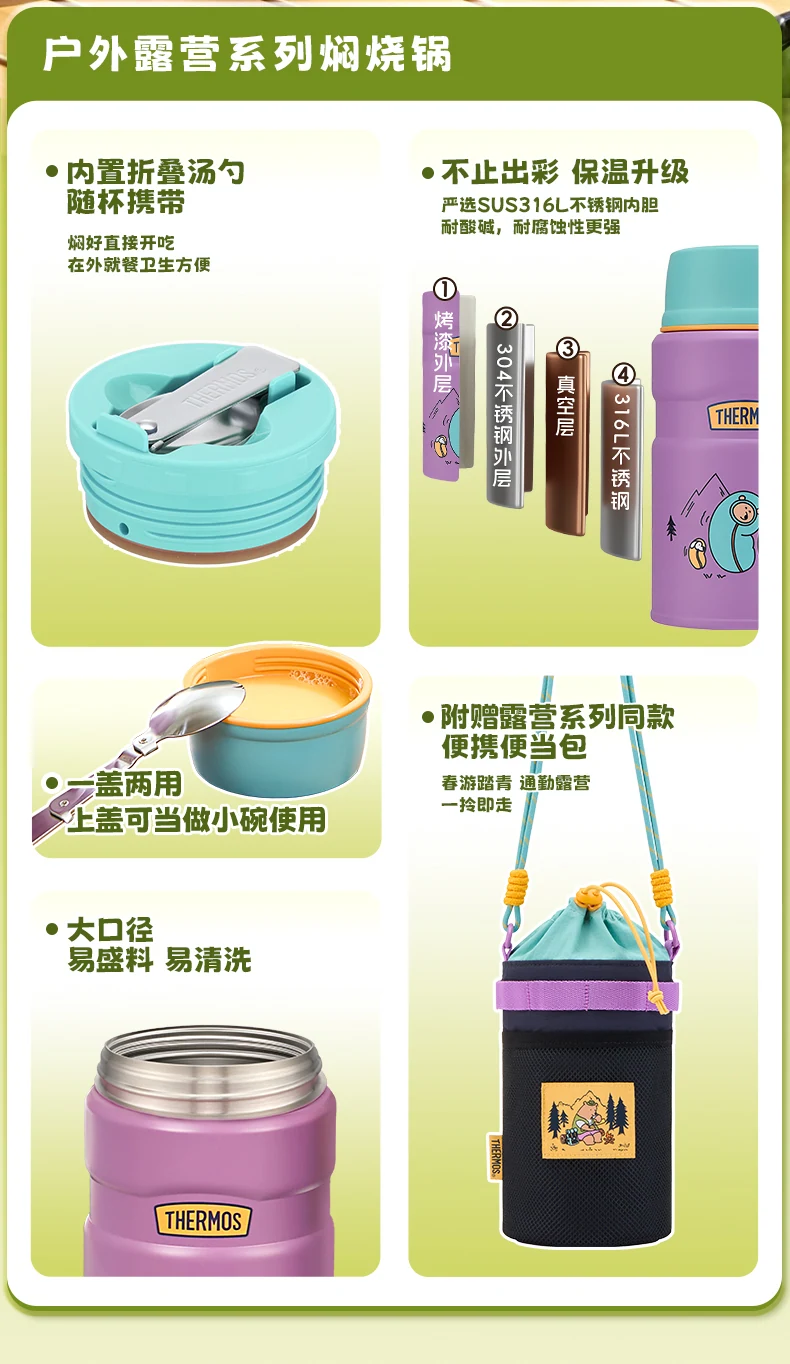 户外露营系列焖烧锅
内置折叠汤勺
随杯携带
焖好直接开吃
在外就餐卫生方便
THERMOS
不止出彩 保温升级
严选SUS316L不锈钢内胆
耐酸碱,耐腐蚀性更强
①
烤漆外层
②
304不锈钢外层
③
真空层
④
316L不锈钢
THERM
一盖两用
上盖可当做小碗使用
附赠露营系列同款
便携便当包
春游踏青 通勤露营
一拎即走
THERMOS
大口径
易盛料 易清洗
THERMOS